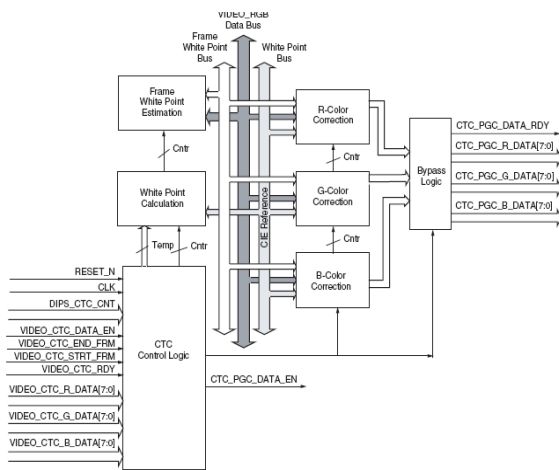 VIDEO_RGB
Data Bus
Frame
White Point
Bus
White Point
Bus
Frame
White Point
Estimation
R-Color
Correction
CTC_PGC_DATA_RDY
CTC_PGC_R_DATA[7:0]
Cntr
Cntr
Bypass
Logic
CTC_PGC_G_DATA[7:0]
White Point
Calculation
G-Color
Correction
CTC_PGC_B_DATA[7:0]
CIE Reference
Temp
Cntr
Cntr
RESET_N
CLK
DIPS_CTC_CNT
B-Color
Correction
VIDEO_CTC_DATA_EN
VIDEO_CTC_END_FRM
VIDEO_CTC_STRT_FRM
VIDEO_CTC_RDY
CTC
Control Logic
CTC_PGC_DATA_EN
VIDEO_CTC_R_DATA[7:0]
VIDEO_CTC_G_DATA[7:0]
VIDEO_CTC_B_DATA[7:0]